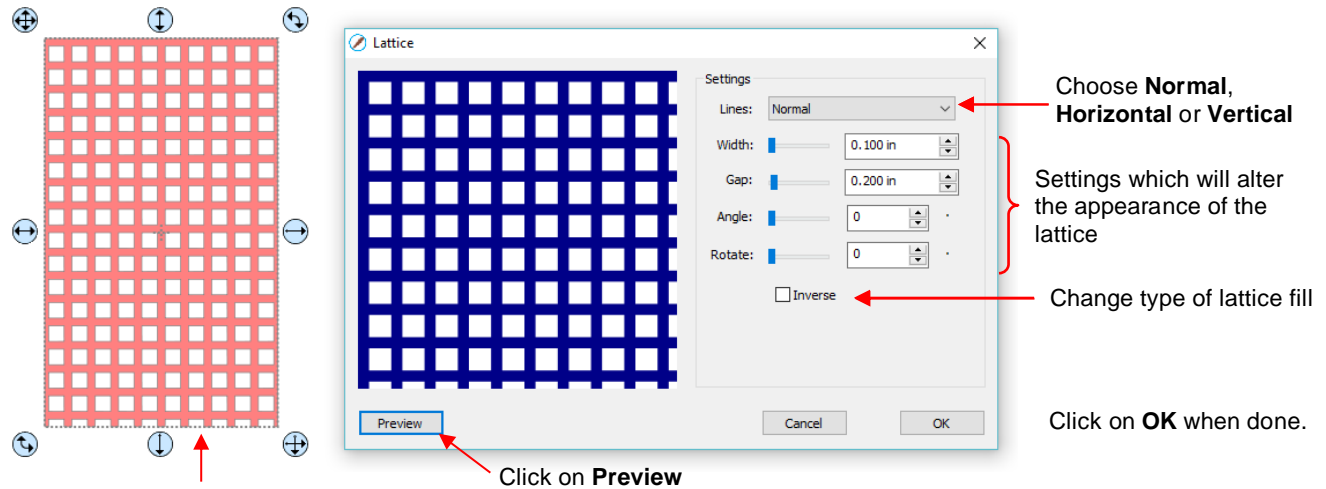 Lattice
Settings
Lines: Normal
Width: 0.100 in
Gap: 0.200 in
Angle: 0 °
Rotate: 0 °
Inverse
Preview
Cancel
OK
Choose Normal,
Horizontal or Vertical
Settings which will alter
the appearance of the
lattice
Change type of lattice fill
Click on OK when done.
Click on Preview